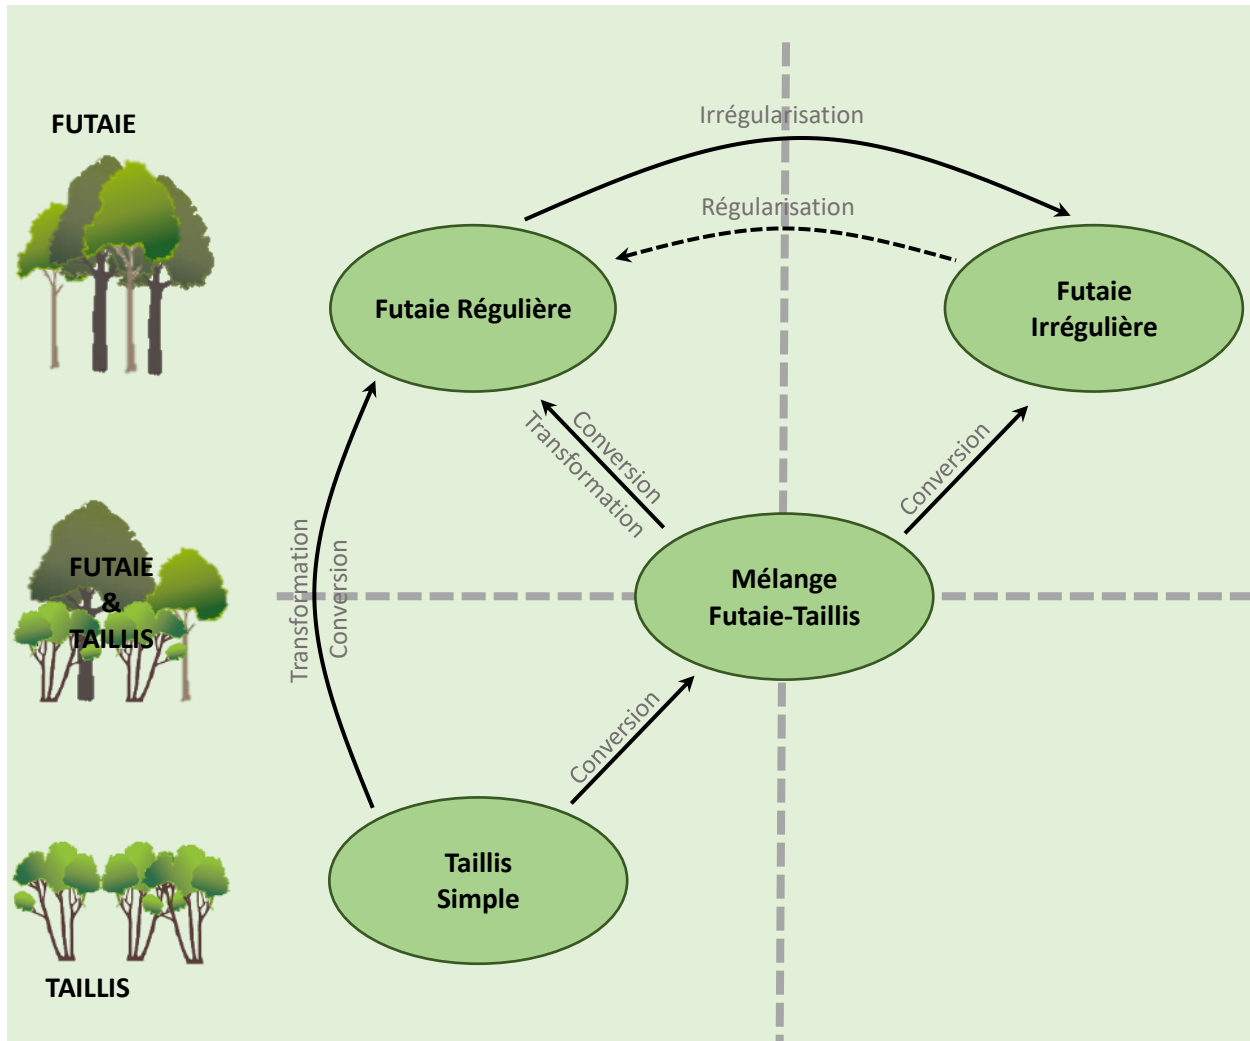 FUTAIE
Irrégularisation
Régularisation
Futaie Régulière
Futaie
Irrégulière
Conversion
Transformation
Conversion
FUTAIE
&
TAILLIS
Transformation
Conversion
Mélange
Futaie-Taillis
Conversion
Taillis
Simple
TAILLIS